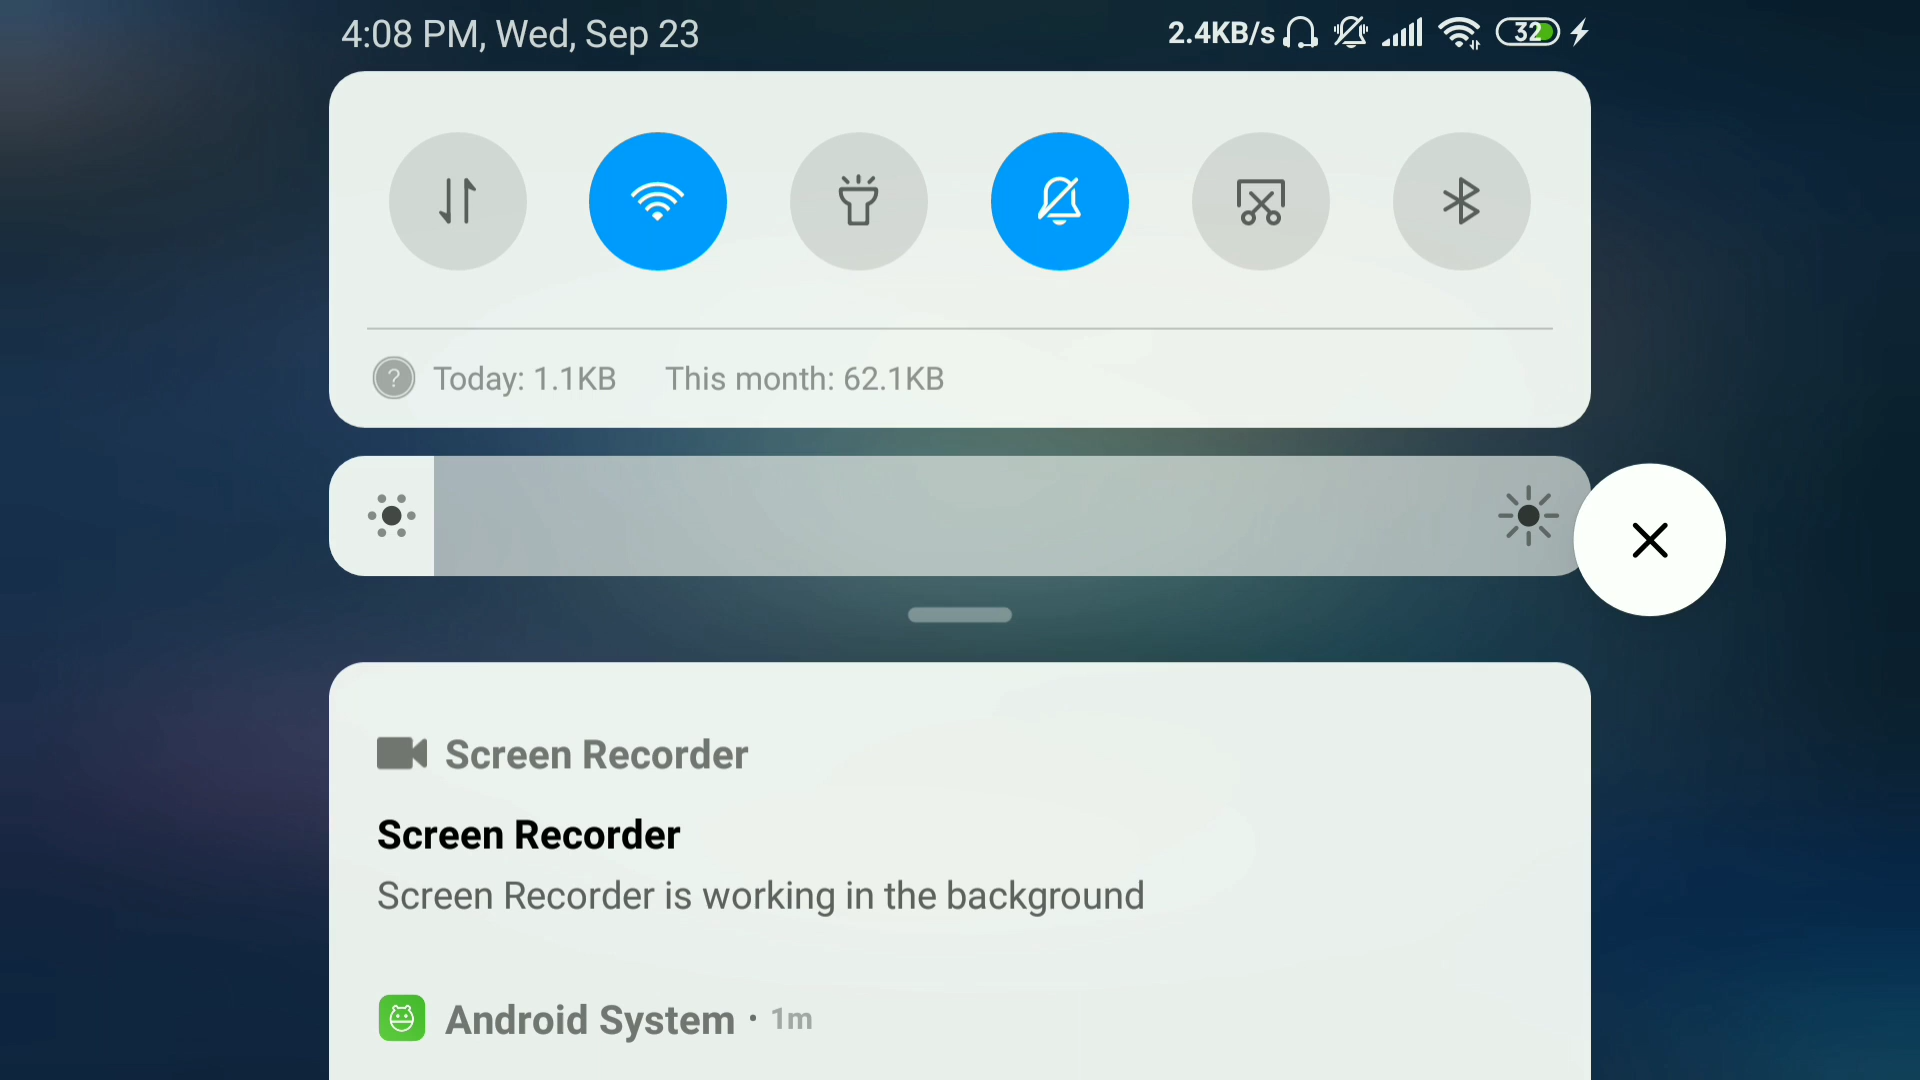 4:08 PM, Wed, Sep 23 2.4KB/s 32
? Today: 1.1KB This month: 62.1KB
Screen Recorder
Screen Recorder
Screen Recorder is working in the background
Android System · 1m